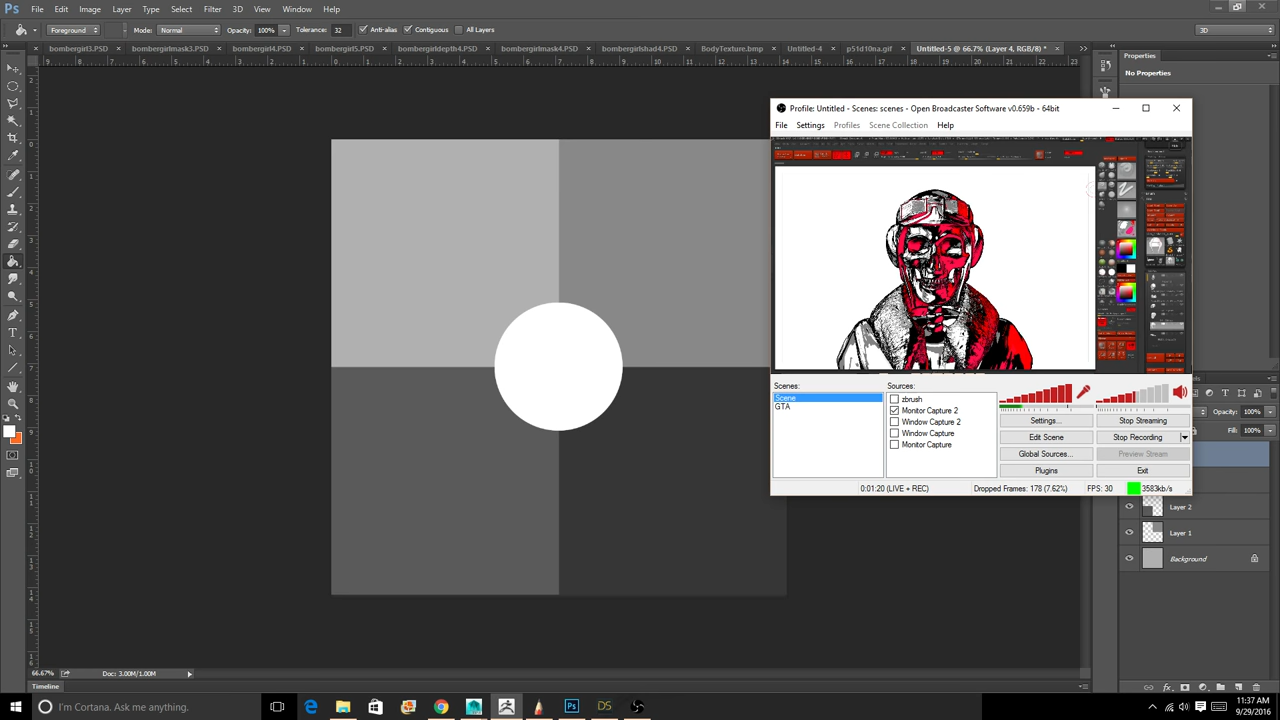 Ps File Edit Image Layer Type Select Filter 3D View Window Help
Foreground Mode: Normal Opacity: 100% Tolerance: 32 Anti-alias Contiguous All Layers 3D
bombergirl3.PSD bombergirlmask3.PSD bombergirl4.PSD bombergirl5.PSD bombergirldepth4.PSD bombergirlmask4.PSD bombergirlshad4.PSD BodyTexture.bmp Untitled-4 p51d10na.gif Untitled-5 @ 66.7% (Layer 4, RGB/8) *
Properties
No Properties
Profile: Untitled - Scenes: scenes - Open Broadcaster Software v0.659b - 64bit
File Settings Profiles Scene Collection Help
Scenes: Sources:
Scene
GTA
zbrush
Monitor Capture 2
Window Capture 2
Window Capture
Monitor Capture
Settings... Stop Streaming
Edit Scene Stop Recording
Global Sources... Preview Stream
Plugins Exit
0:01:20 (LIVE + REC) Dropped Frames: 178 (7.62%) FPS: 30 3583kb/s
Opacity: 100%
Fill: 100%
Layer 2
Layer 1
Background
66.67% Doc: 3.00M/1.00M
Timeline
I'm Cortana. Ask me anything.
Ps DS
11:37 AM
9/29/2016